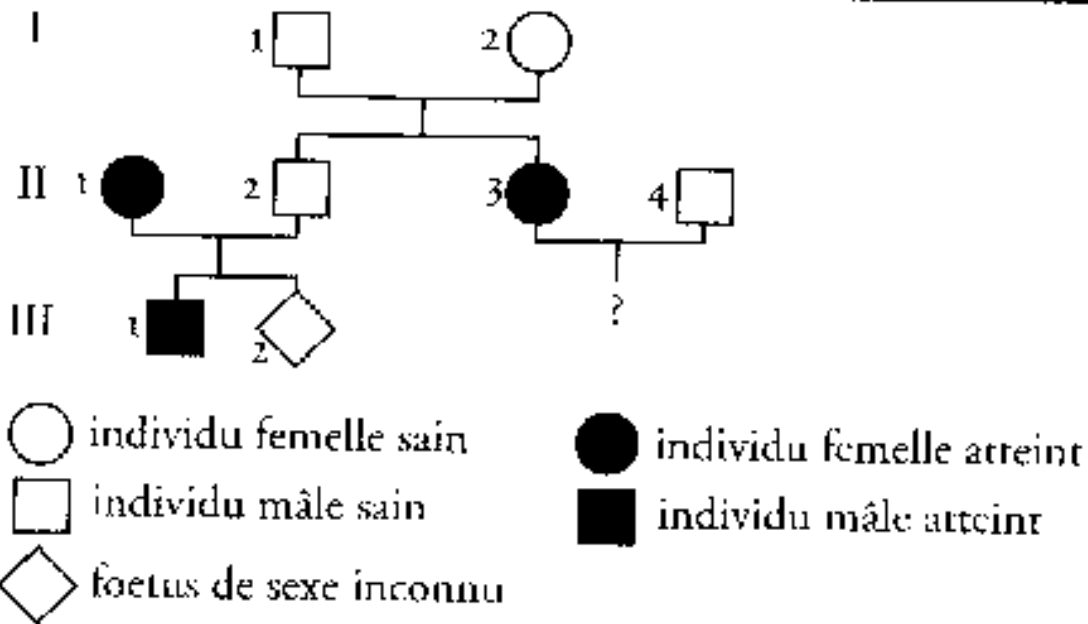 I
1 2
II 1 2 3 4
III 1 2 ?
individu femelle sain
individu femelle atteint
individu mâle sain
individu mâle atteint
foetus de sexe inconnu